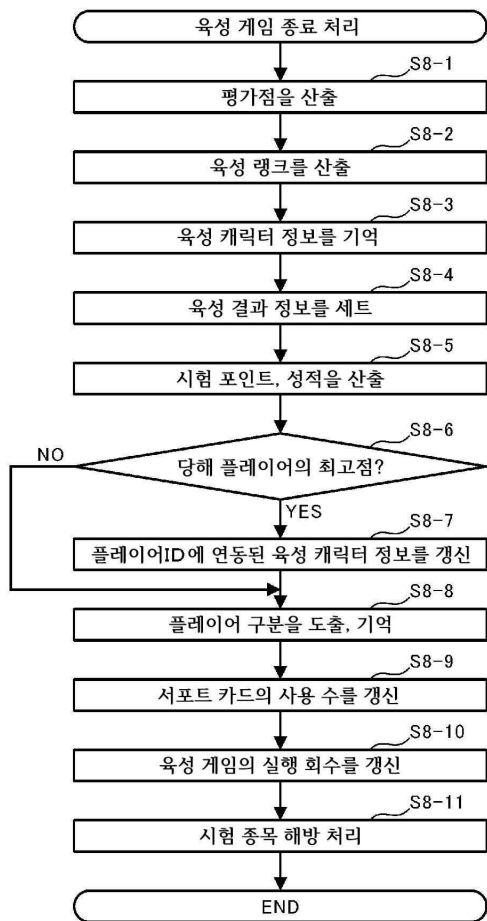 육성 게임 종료 처리
S8-1
평가점을 산출
S8-2
육성 랭크를 산출
S8-3
육성 캐릭터 정보를 기억
S8-4
육성 결과 정보를 세트
S8-5
시험 포인트, 성적을 산출
S8-6
NO
당해 플레이어의 최고점?
YES
S8-7
플레이어ID에 연동된 육성 캐릭터 정보를 갱신
S8-8
플레이어 구분을 도출, 기억
S8-9
서포트 카드의 사용 수를 갱신
S8-10
육성 게임의 실행 회수를 갱신
S8-11
시험 종목 해방 처리
END